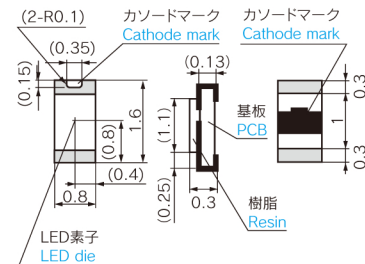 (2-R0.1)
カソードマーク
Cathode mark
カソードマーク
Cathode mark
(0.35)
(0.13)
(0.15)
0.3
基板
PCB
1.6
(0.8)
(1.1)
1
(0.4)
0.8
(0.25)
0.3
0.3
樹脂
Resin
LED素子
LED die